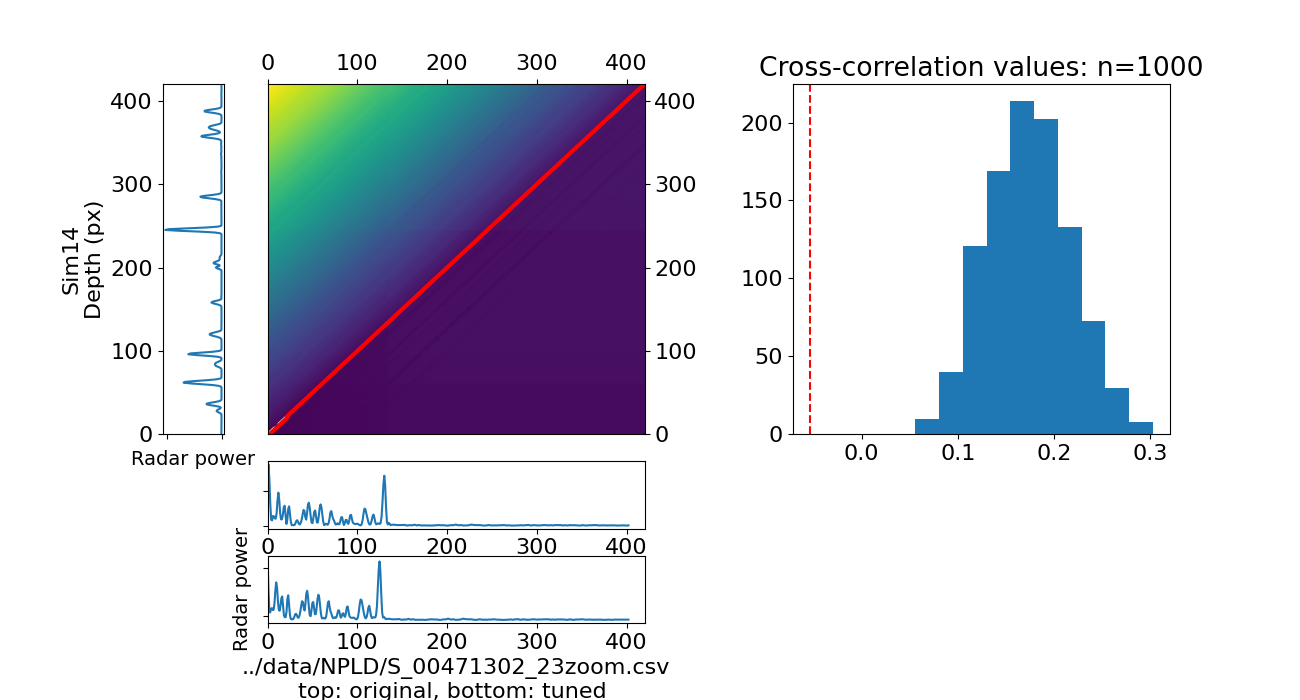 0 100 200 300 400
Cross-correlation values: n=1000
400
300
200
100
0
Sim14
Depth (px)
Radar power
400
300
200
100
0
200
150
100
50
0
0.0 0.1 0.2 0.3
0 100 200 300 400
Radar power
0 100 200 300 400
../data/NPLD/S_00471302_23zoom.csv
top: original, bottom: tuned